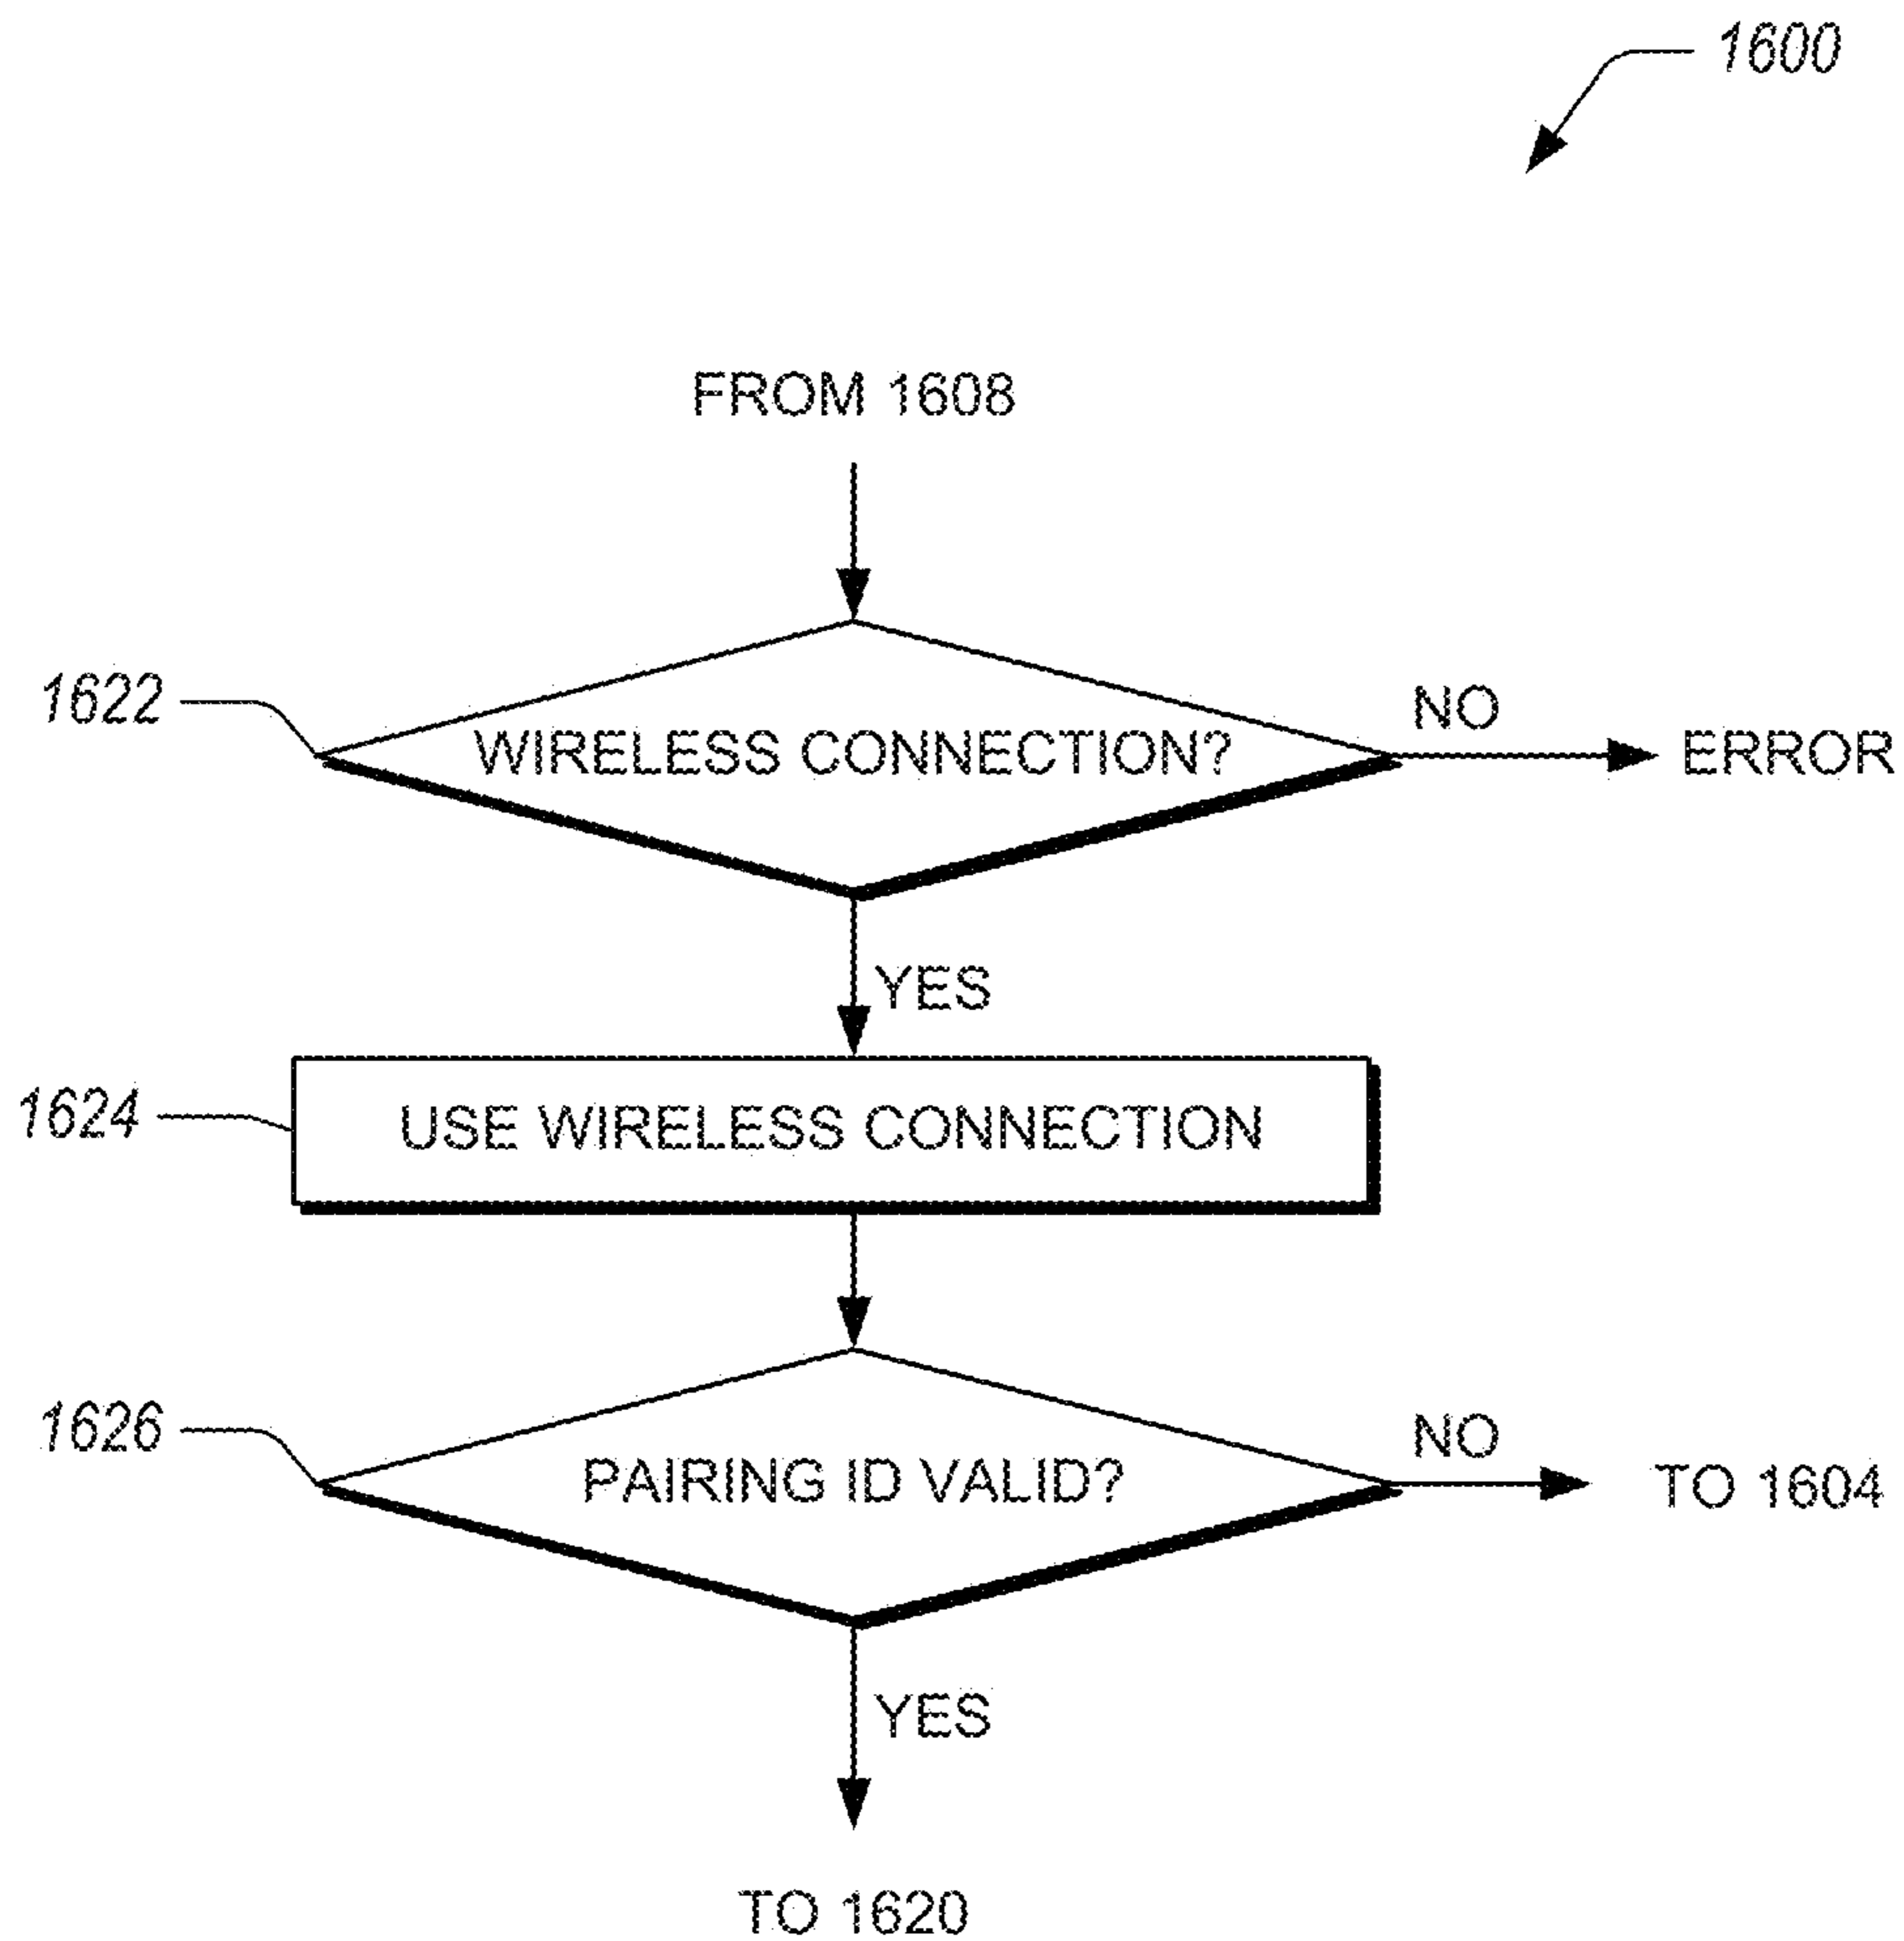 1600
FROM 1608
1622
WIRELESS CONNECTION?
NO
ERROR
YES
1624
USE WIRELESS CONNECTION
1626
PAIRING ID VALID?
NO
TO 1604
YES
TO 1620